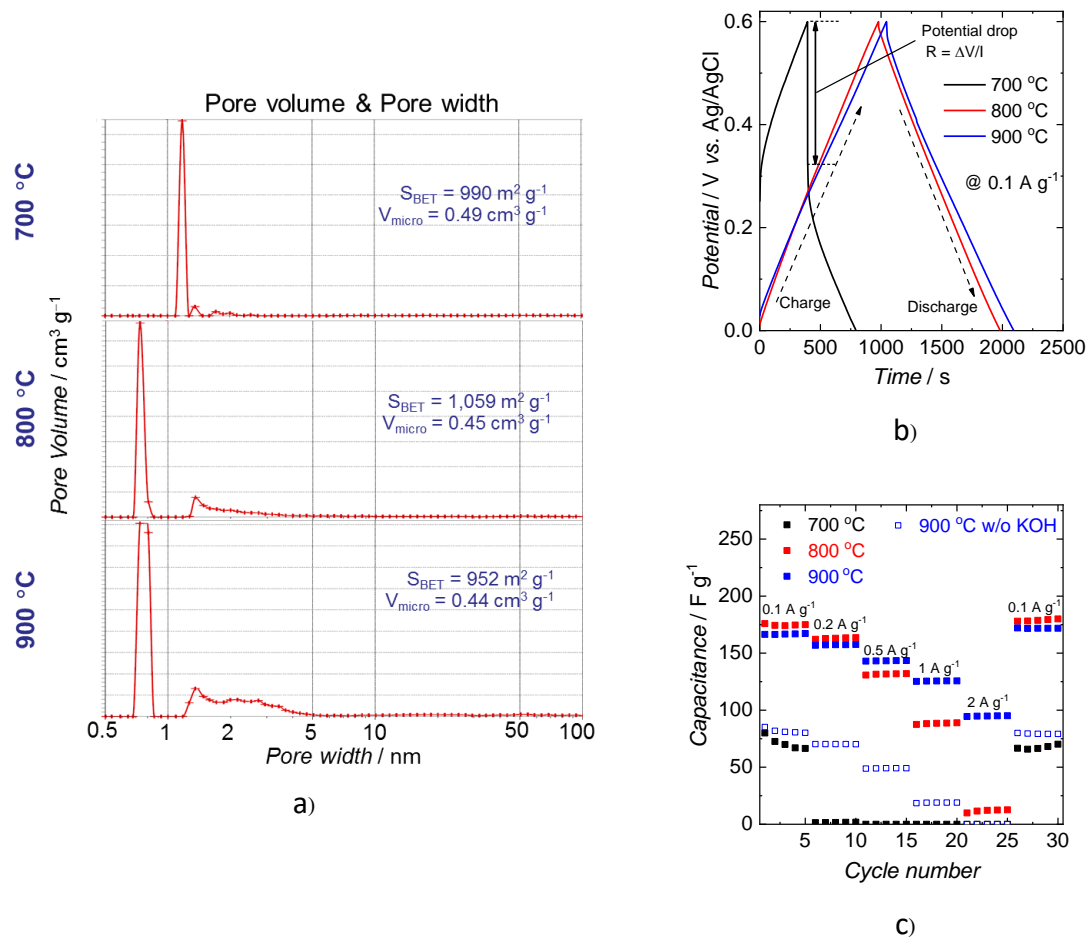 Pore volume & Pore width
700 °C
S_BET = 990 m² g⁻¹
V_micro = 0.49 cm³ g⁻¹
800 °C
S_BET = 1,059 m² g⁻¹
V_micro = 0.45 cm³ g⁻¹
900 °C
S_BET = 952 m² g⁻¹
V_micro = 0.44 cm³ g⁻¹
Pore Volume / cm³ g⁻¹
0.5 1 2 10 50 100
Pore width / nm
a)
0.6
0.4
0.2
0.0
Potential / V vs. Ag/AgCl
Potential drop
R = ΔV/I
700 °C
800 °C
900 °C
@ 0.1 A g⁻¹
Charge
Discharge
0 500 1000 1500 2000 2500
Time / s
b)
250
200
150
100
50
0
Capacitance / F g⁻¹
700 °C
900 °C w/o KOH
800 °C
900 °C
0.1 A g⁻¹
0.2 A g⁻¹
0.5 A g⁻¹
1 A g⁻¹
2 A g⁻¹
0.1 A g⁻¹
5 10 15 20 25 30
Cycle number
c)